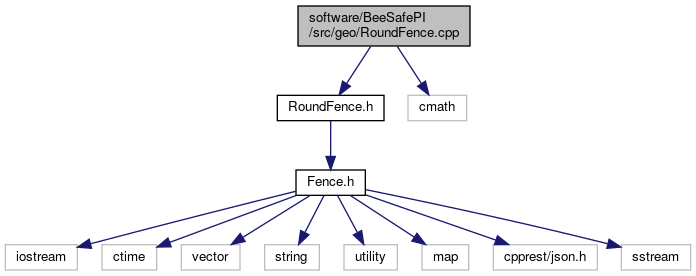 software/BeeSafePI
/src/geo/RoundFence.cpp
RoundFence.h
cmath
Fence.h
iostream
ctime
vector
string
utility
map
cpprest/json.h
sstream